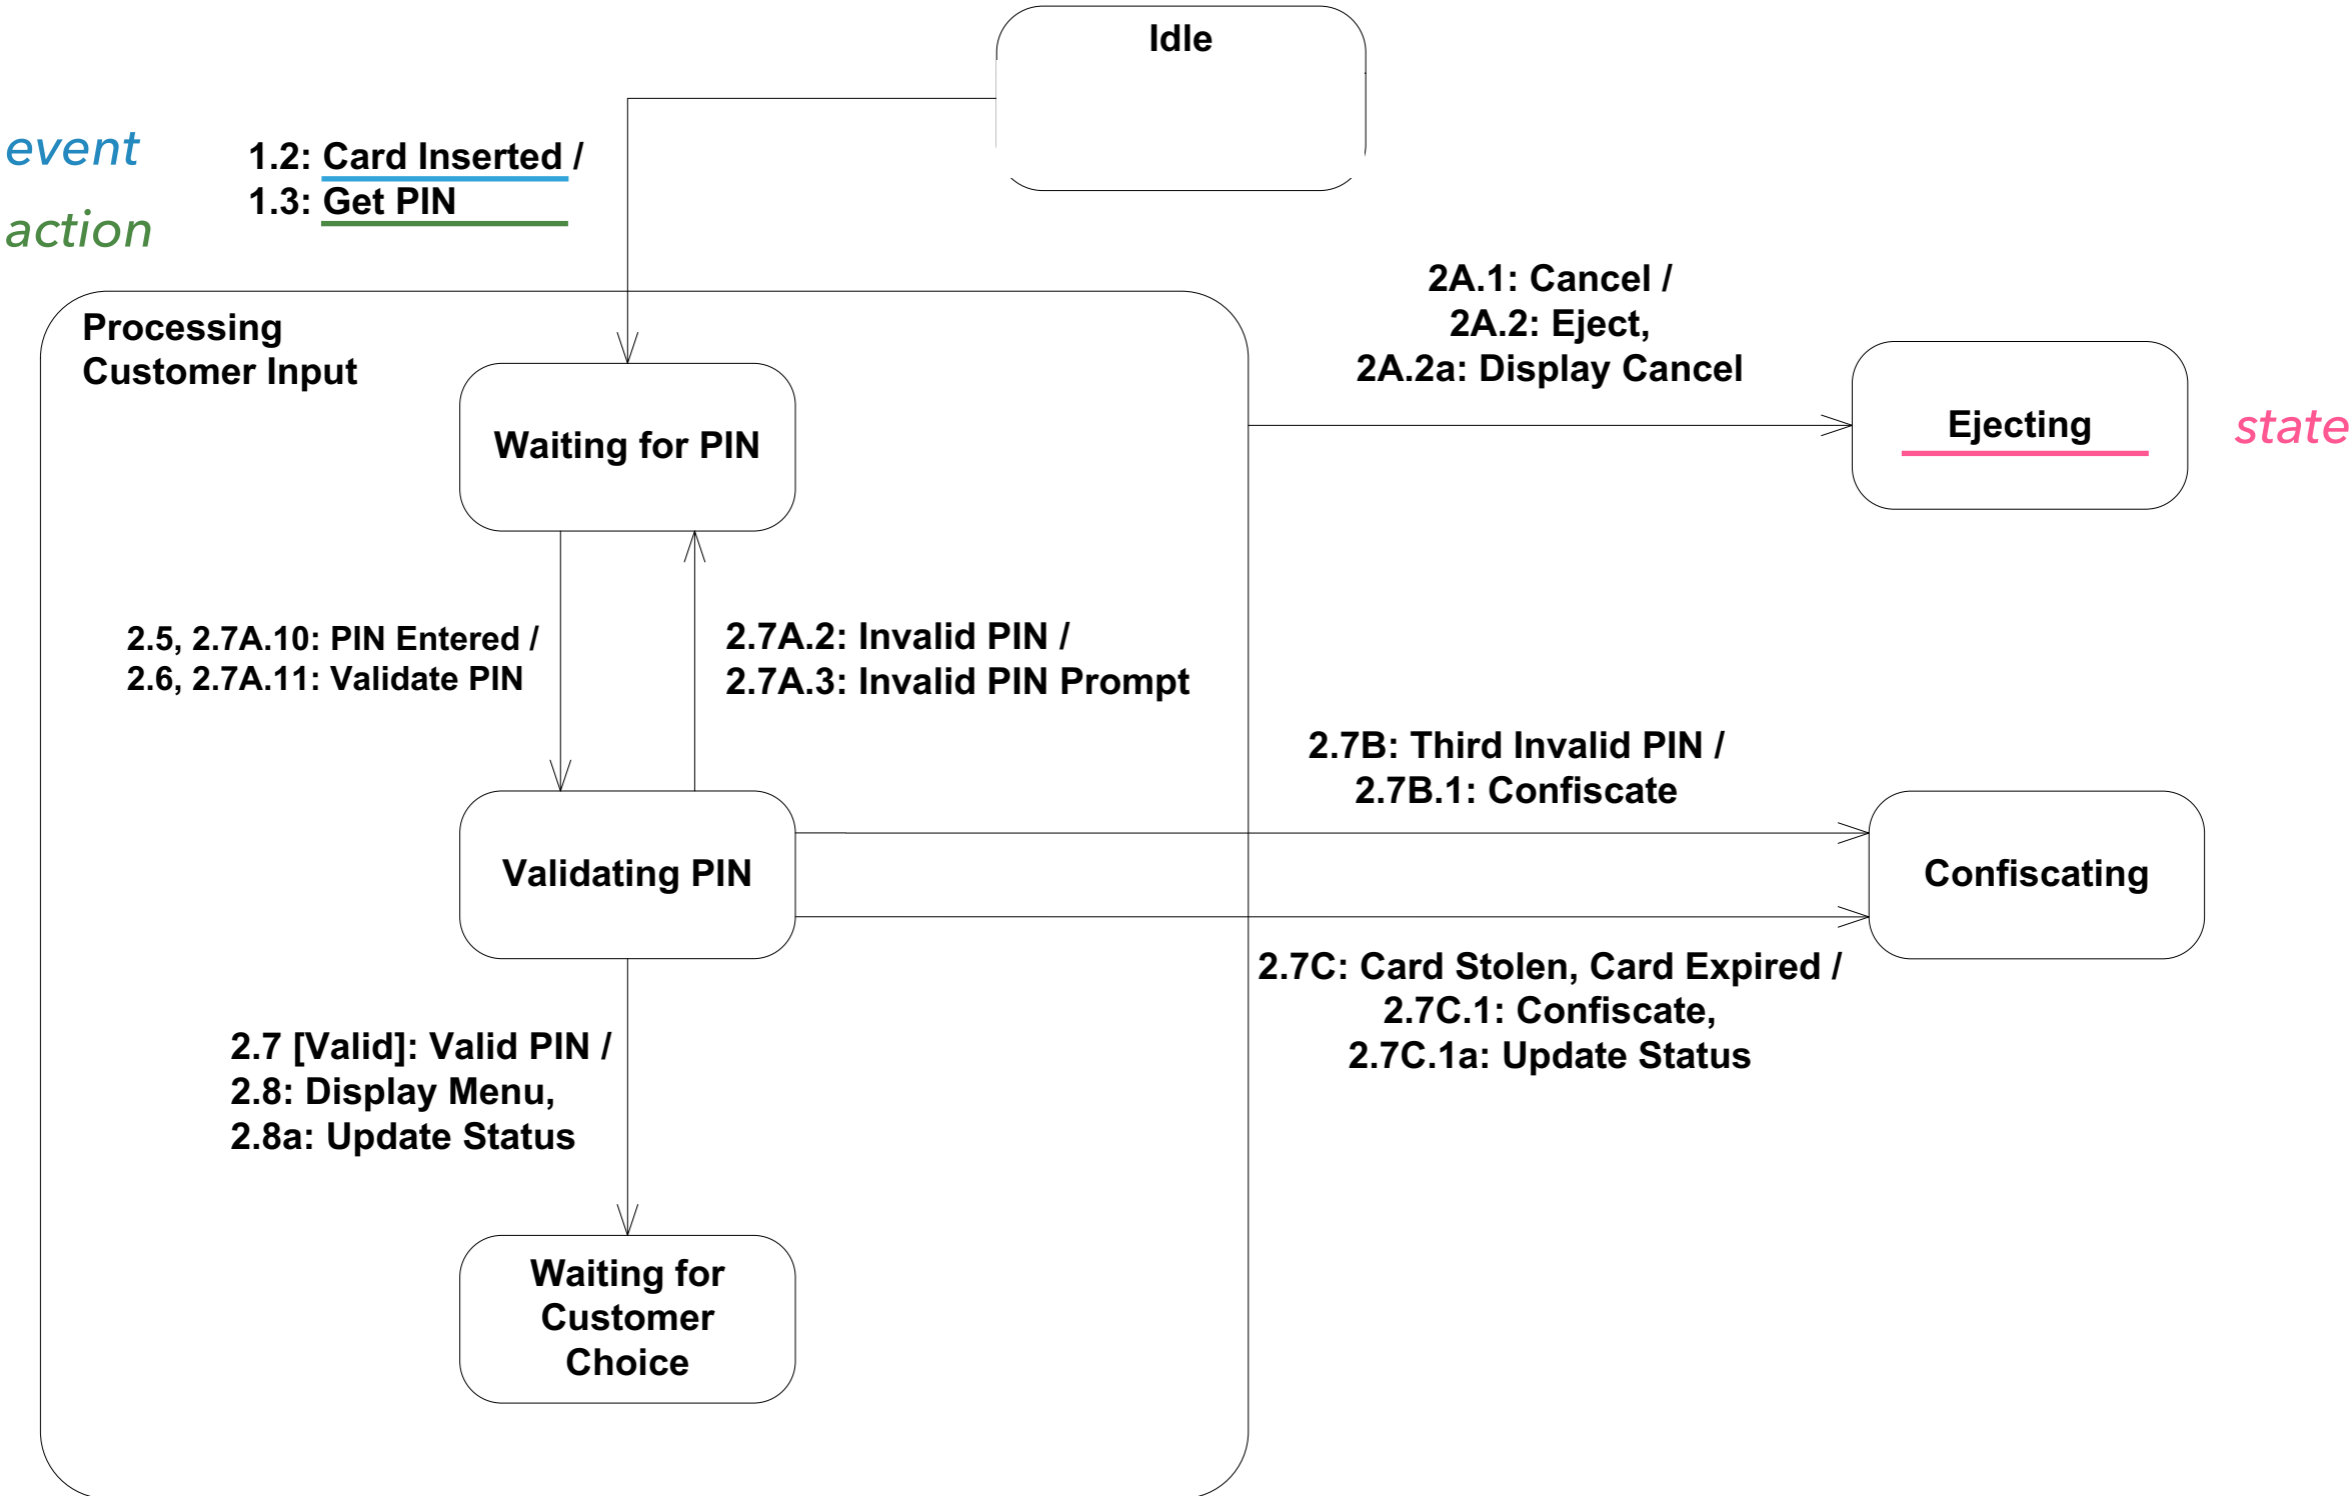 Idle
event
action
1.2: Card Inserted /
1.3: Get PIN
2A.1: Cancel /
2A.2: Eject,
2A.2a: Display Cancel
Processing
Customer Input
Waiting for PIN
Ejecting
state
2.5, 2.7A.10: PIN Entered /
2.6, 2.7A.11: Validate PIN
2.7A.2: Invalid PIN /
2.7A.3: Invalid PIN Prompt
2.7B: Third Invalid PIN /
2.7B.1: Confiscate
Validating PIN
Confiscating
2.7C: Card Stolen, Card Expired /
2.7C.1: Confiscate,
2.7C.1a: Update Status
2.7 [Valid]: Valid PIN /
2.8: Display Menu,
2.8a: Update Status
Waiting for
Customer
Choice